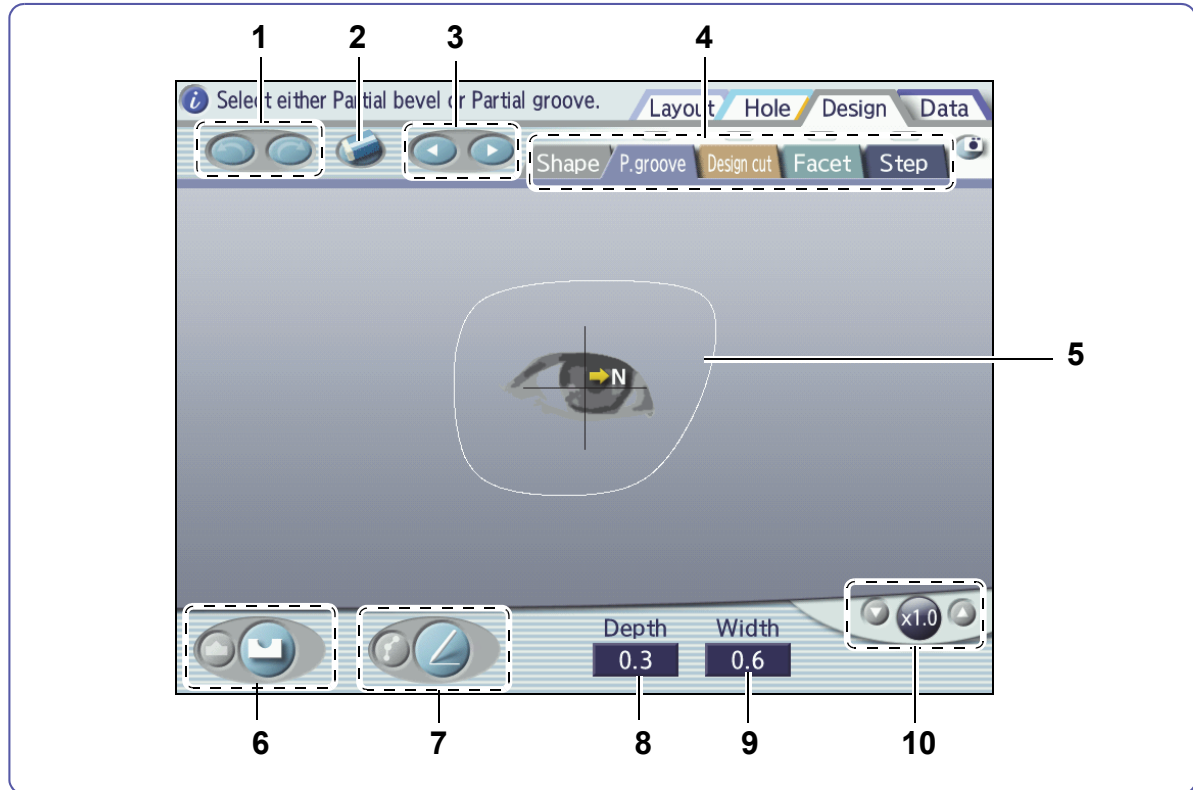 1 2 3 4
i Select either Partial bevel or Partial groove. Layout Hole Design Data
Shape P.groove Design cut Facet Step
5
N
x1.0
Depth Width
0.3 0.6
6 7 8 9 10